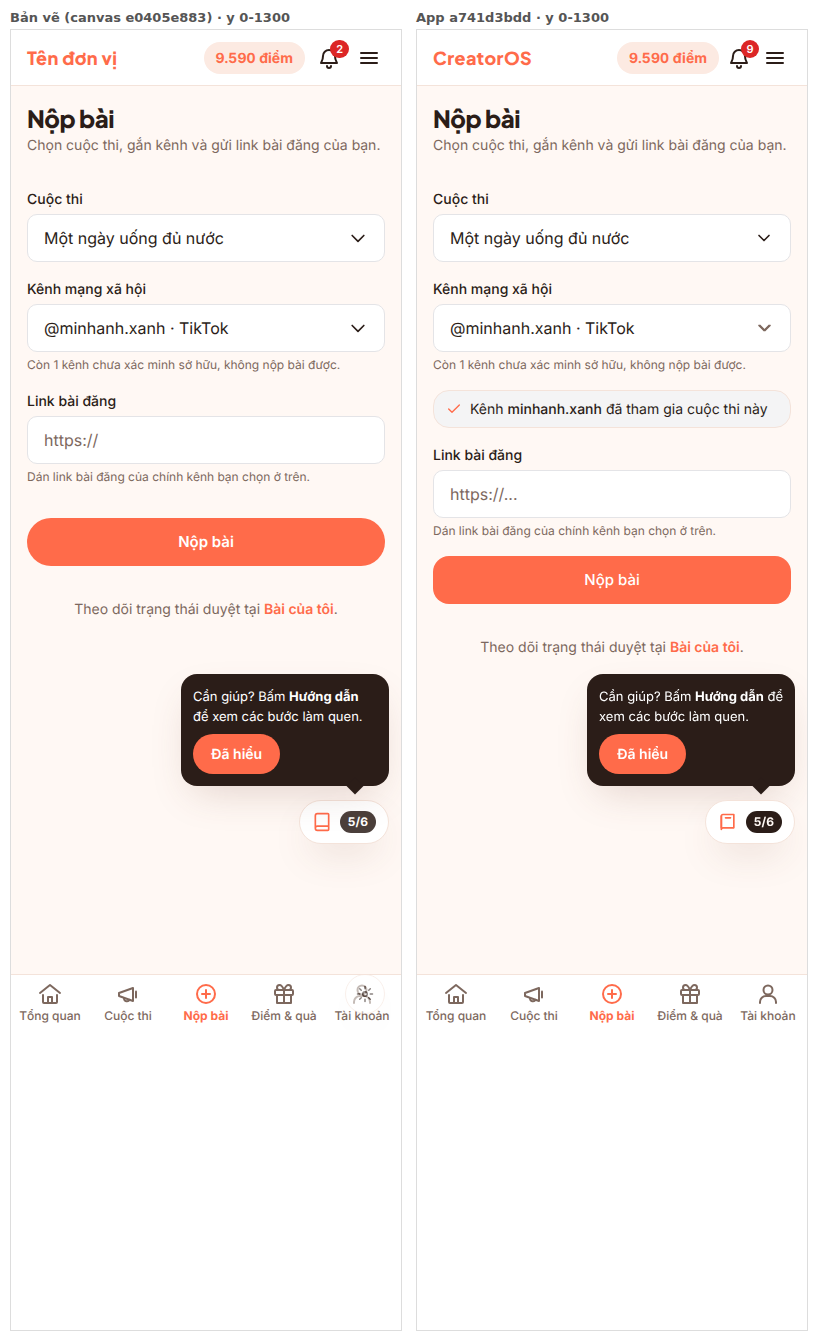 Bản vẽ (canvas e0405e883) · y 0-1300
Tên đơn vị
9.590 điểm
2
Nộp bài
Chọn cuộc thi, gắn kênh và gửi link bài đăng của bạn.
Cuộc thi
Một ngày uống đủ nước
Kênh mạng xã hội
@minhanh.xanh · TikTok
Còn 1 kênh chưa xác minh sở hữu, không nộp bài được.
Link bài đăng
https://
Dán link bài đăng của chính kênh bạn chọn ở trên.
Nộp bài
Theo dõi trạng thái duyệt tại Bài của tôi.
Cần giúp? Bấm Hướng dẫn
để xem các bước làm quen.
Đã hiểu
5/6
Tổng quan
Cuộc thi
Nộp bài
Điểm & quà
Tài khoản
App a741d3bdd · y 0-1300
CreatorOS
9.590 điểm
9
Nộp bài
Chọn cuộc thi, gắn kênh và gửi link bài đăng của bạn.
Cuộc thi
Một ngày uống đủ nước
Kênh mạng xã hội
@minhanh.xanh · TikTok
Còn 1 kênh chưa xác minh sở hữu, không nộp bài được.
Kênh minhanh.xanh đã tham gia cuộc thi này
Link bài đăng
https://...
Dán link bài đăng của chính kênh bạn chọn ở trên.
Nộp bài
Theo dõi trạng thái duyệt tại Bài của tôi.
Cần giúp? Bấm Hướng dẫn để
xem các bước làm quen.
Đã hiểu
5/6
Tổng quan
Cuộc thi
Nộp bài
Điểm & quà
Tài khoản